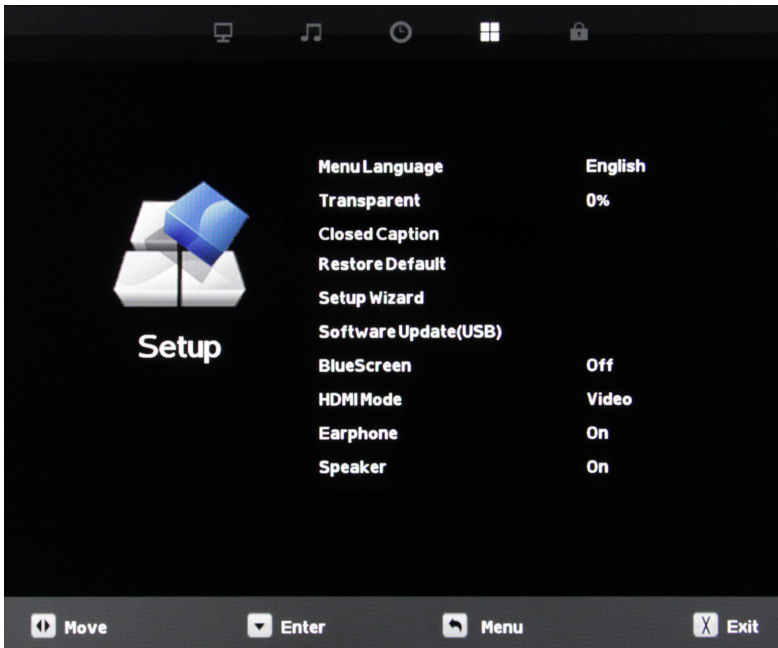 Menu Language English
Transparent 0%
Closed Caption
Restore Default
Setup Wizard
Software Update(USB)
Setup
BlueScreen Off
HDMI Mode Video
Earphone On
Speaker On
Move Enter Menu X Exit